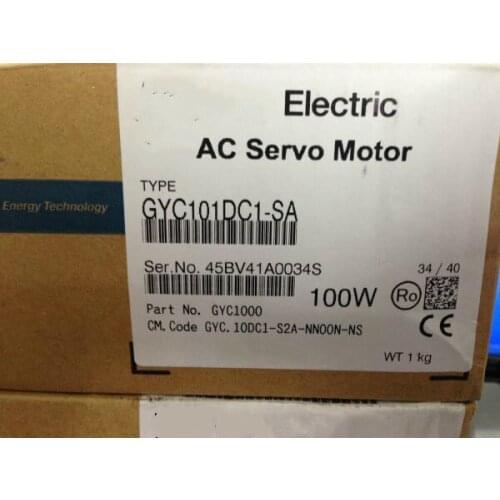 Energy Technology
Electric
AC Servo Motor
TYPE
GYC101DC1-SA
Ser.No. 45BV41A0034S
34 / 40
100W
Ro
Part No. GYC1000
CM.Code GYC.10DC1-S2A-NN00N-NS
CE
WT 1 kg